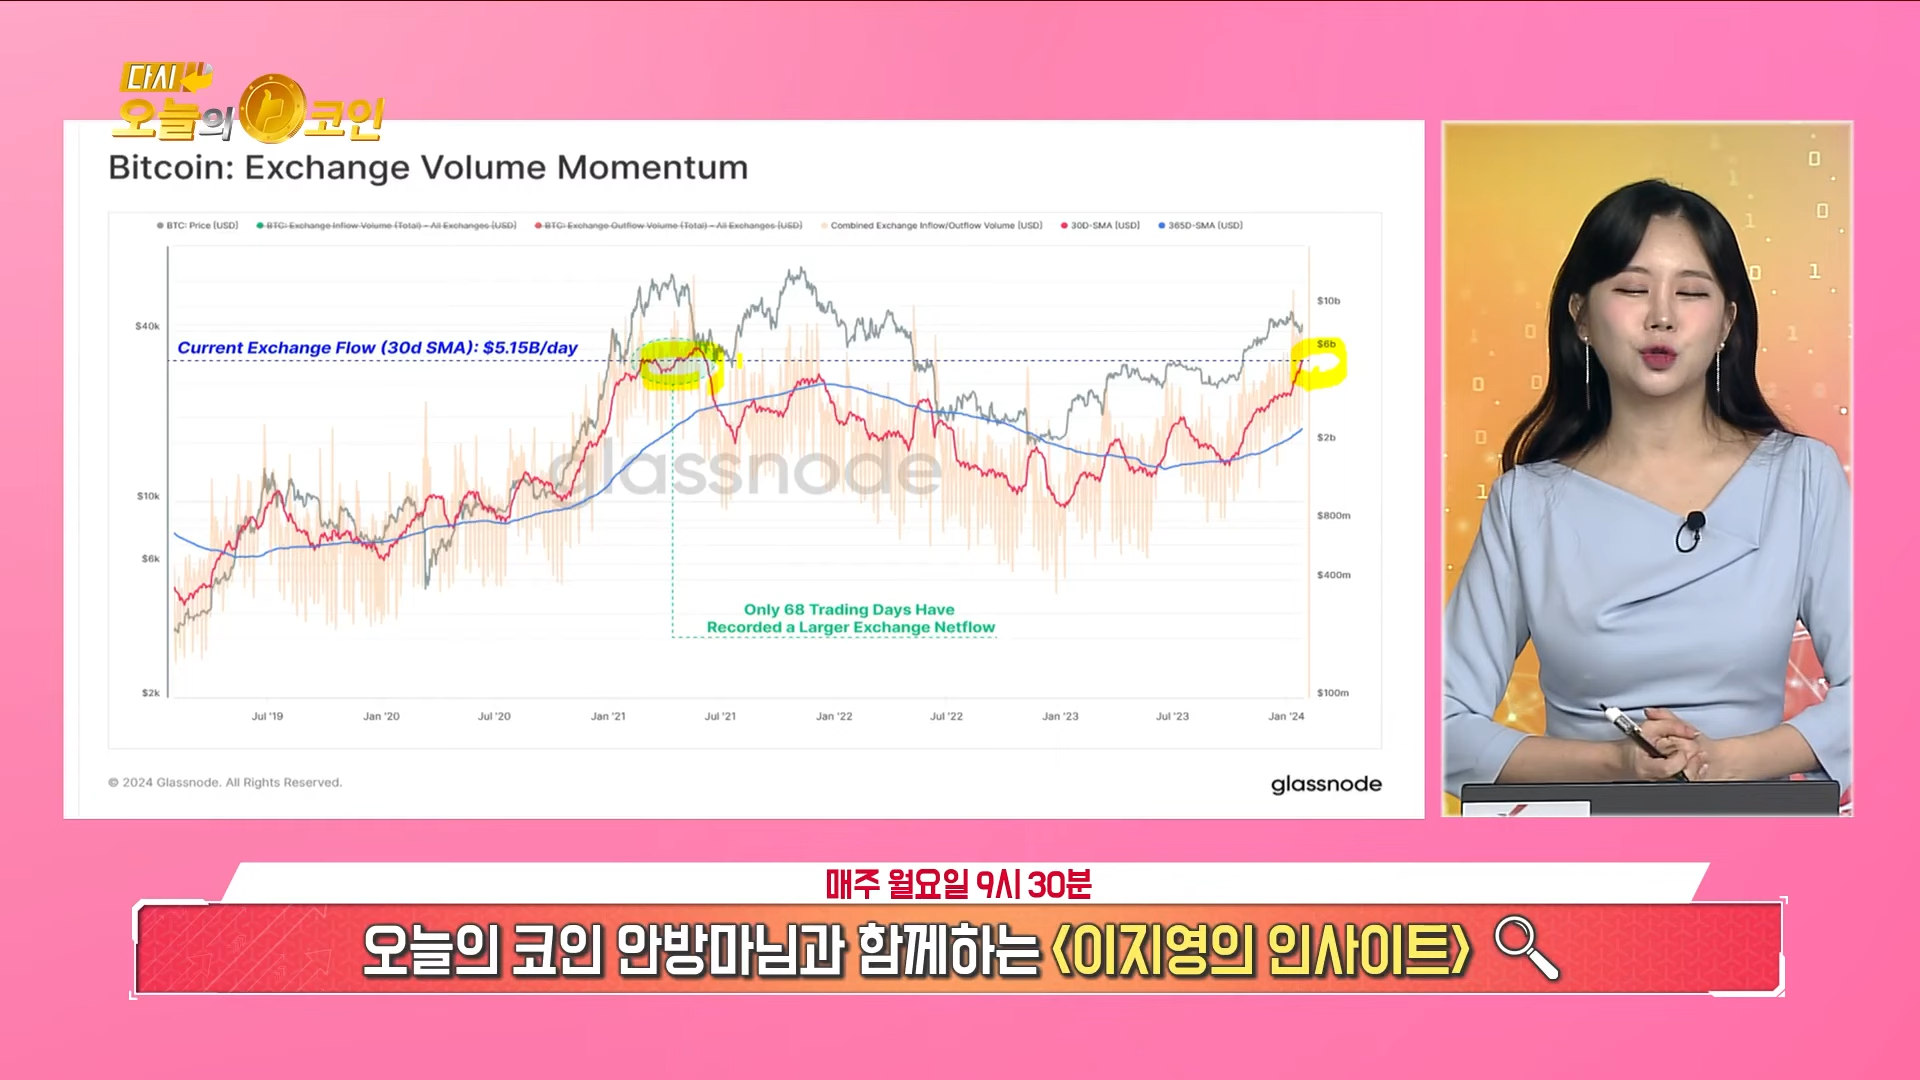 다시
오늘의 코인
Bitcoin: Exchange Volume Momentum
BTC: Price [USD] BTC: Exchange Inflow Volume (Total) - All Exchanges [USD] BTC: Exchange Outflow Volume (Total) - All Exchanges [USD] Combined Exchange Inflow/Outflow Volume [USD] 30D-SMA [USD] 365D-SMA [USD]
$10b
$40k
Current Exchange Flow (30d SMA): $5.15B/day
$6b
$2b
glassnode
$10k
$800m
$6k
$400m
Only 68 Trading Days Have
Recorded a Larger Exchange Netflow
$2k
$100m
Jul '19 Jan '20 Jul '20 Jan '21 Jul '21 Jan '22 Jul '22 Jan '23 Jul '23 Jan '24
© 2024 Glassnode. All Rights Reserved.
glassnode
매주 월요일 9시 30분
오늘의 코인 안방마님과 함께하는 <이지영의 인사이트>